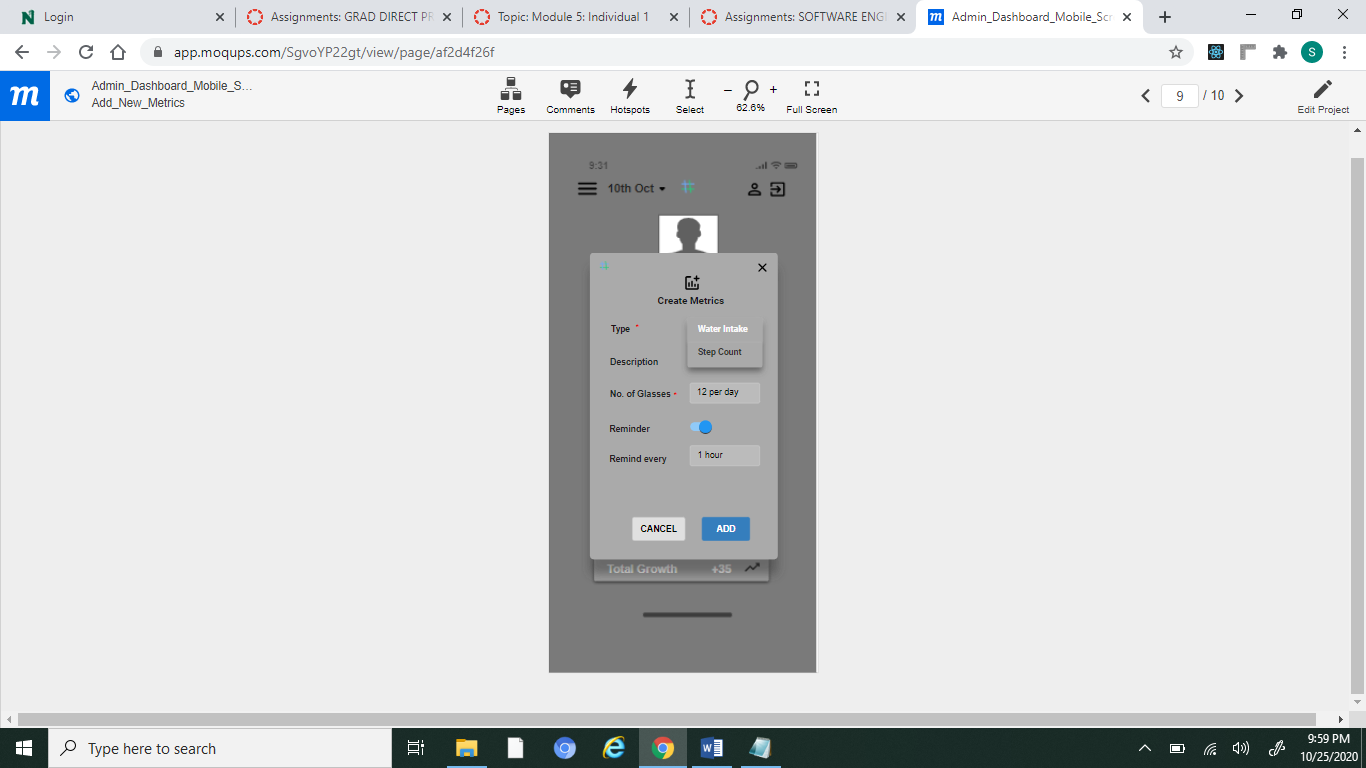 Login
Assignments: GRAD DIRECT PR
Topic: Module 5: Individual 1
Assignments: SOFTWARE ENGI
Admin_Dashboard_Mobile_Scr
app.moqups.com/SgvoYP22gt/view/page/af2d4f26f
S
m
Admin_Dashboard_Mobile_S...
Add_New_Metrics
Pages
Comments
Hotspots
Select
– +
62.6%
Full Screen
9 / 10
Edit Project
9:31
10th Oct
Create Metrics
Type *
Water Intake
Step Count
Description
No. of Glasses *
12 per day
Reminder
Remind every
1 hour
CANCEL
ADD
Total Growth +35
Type here to search
9:59 PM
10/25/2020